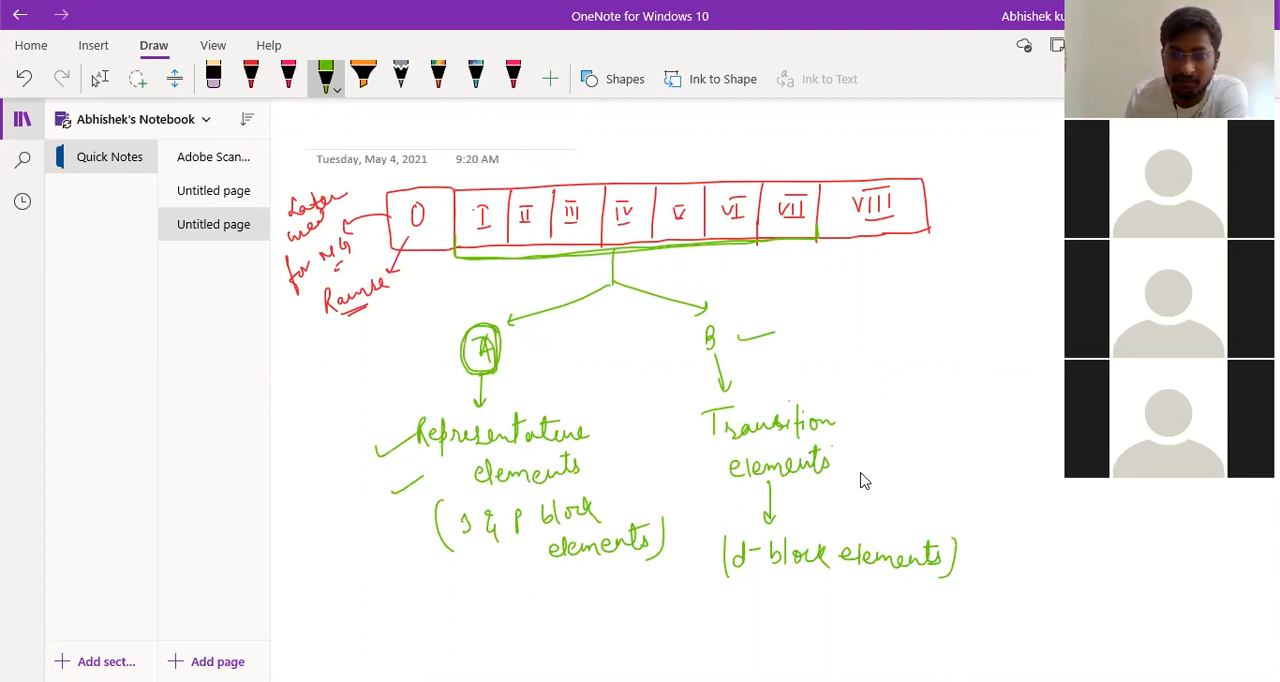 OneNote for Windows 10
Abhishek ku
Home Insert Draw View Help
Shapes Ink to Shape Ink to Text
Abhishek's Notebook
Quick Notes
Adobe Scan...
Untitled page
Untitled page
Tuesday, May 4, 2021 9:20 AM
0 I II III IV V VI VII VIII
Later
for NG
Ramse
A B
Representative
elements
(s & p block
elements)
Transition
elements
(d-block elements)
Add sect... Add page